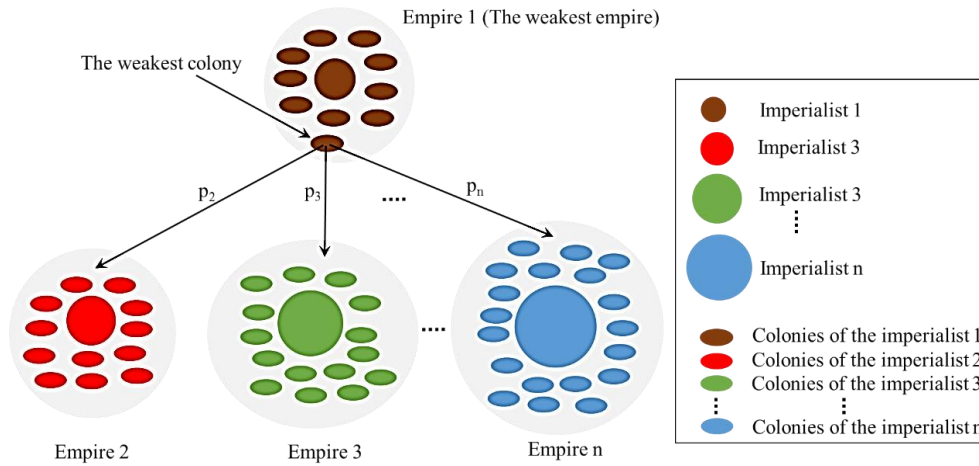 Empire 1 (The weakest empire)
The weakest colony
p2
p3
....
pn
....
Empire 2
Empire 3
Empire n
Imperialist 1
Imperialist 3
Imperialist 3
Imperialist n
Colonies of the imperialist 1
Colonies of the imperialist 2
Colonies of the imperialist 3
Colonies of the imperialist n